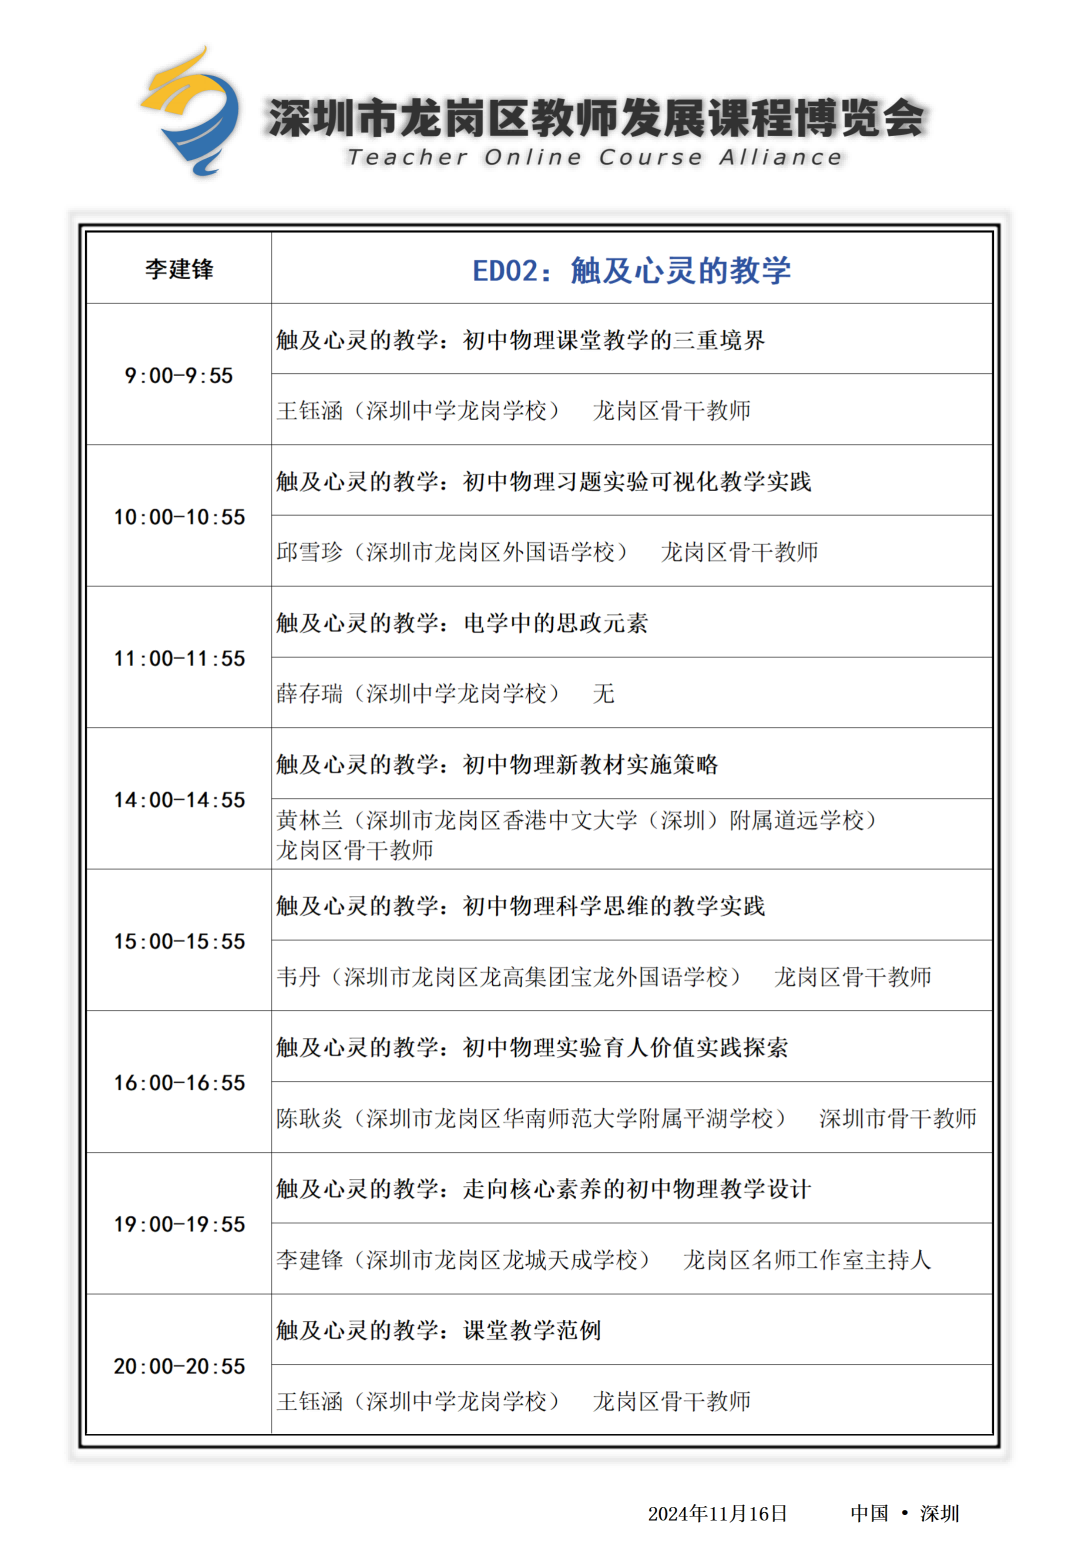 深圳市龙岗区教师发展课程博览会
Teacher Online Course Alliance
李建锋
ED02：触及心灵的教学
9:00-9:55
触及心灵的教学：初中物理课堂教学的三重境界
王钰涵（深圳中学龙岗学校） 龙岗区骨干教师
10:00-10:55
触及心灵的教学：初中物理习题实验可视化教学实践
邱雪珍（深圳市龙岗区外国语学校） 龙岗区骨干教师
11:00-11:55
触及心灵的教学：电学中的思政元素
薛存瑞（深圳中学龙岗学校） 无
14:00-14:55
触及心灵的教学：初中物理新教材实施策略
黄林兰（深圳市龙岗区香港中文大学（深圳）附属道远学校）
龙岗区骨干教师
15:00-15:55
触及心灵的教学：初中物理科学思维的教学实践
韦丹（深圳市龙岗区龙高集团宝龙外国语学校） 龙岗区骨干教师
16:00-16:55
触及心灵的教学：初中物理实验育人价值实践探索
陈耿炎（深圳市龙岗区华南师范大学附属平湖学校） 深圳市骨干教师
19:00-19:55
触及心灵的教学：走向核心素养的初中物理教学设计
李建锋（深圳市龙岗区龙城天成学校） 龙岗区名师工作室主持人
20:00-20:55
触及心灵的教学：课堂教学范例
王钰涵（深圳中学龙岗学校） 龙岗区骨干教师
2024年11月16日 中国 • 深圳